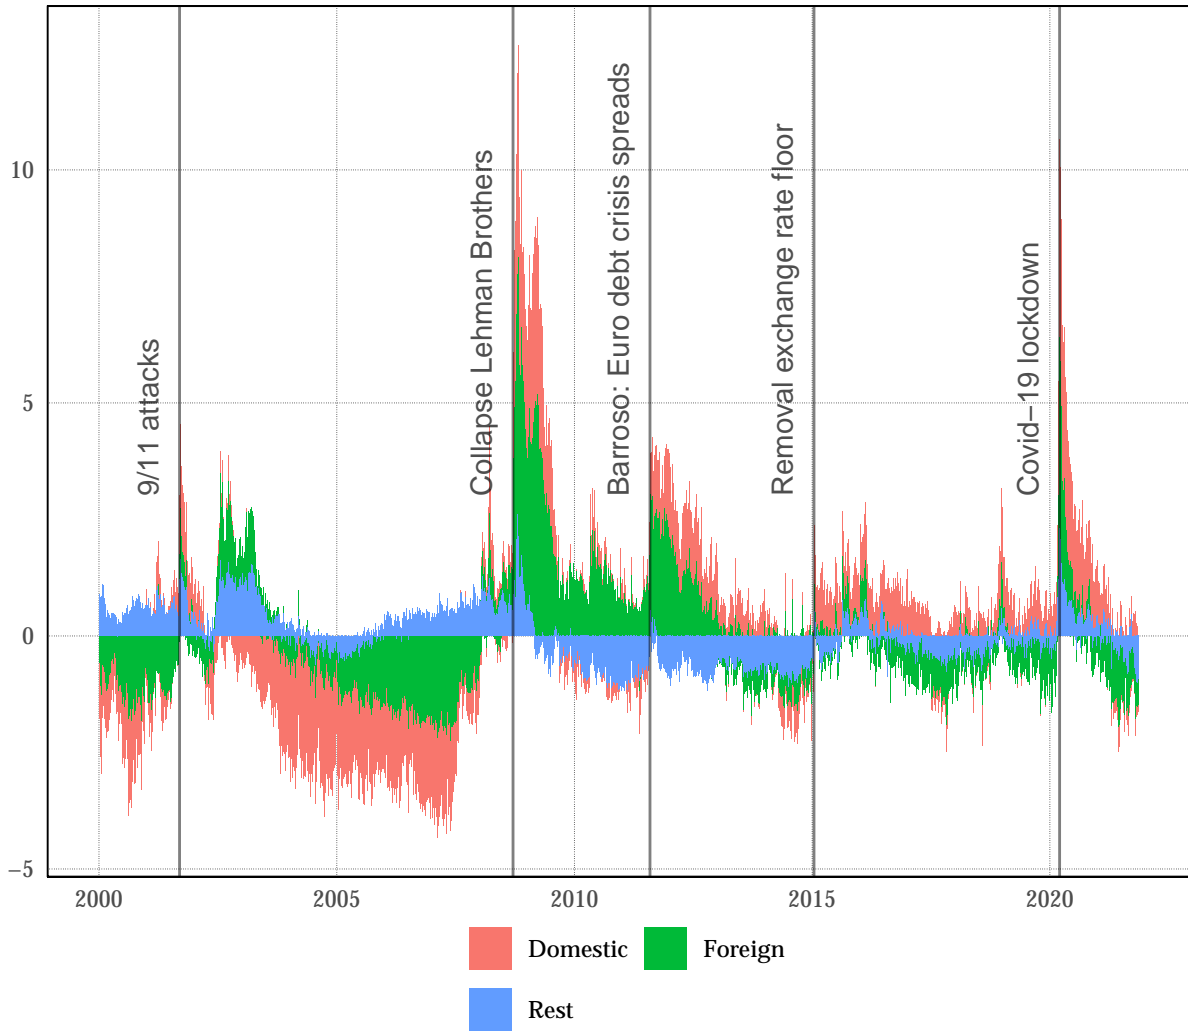 10
5
0
−5
9/11 attacks
Collapse Lehman Brothers
Barroso: Euro debt crisis spreads
Removal exchange rate floor
Covid−19 lockdown
2000
2005
2010
2015
2020
Domestic
Foreign
Rest